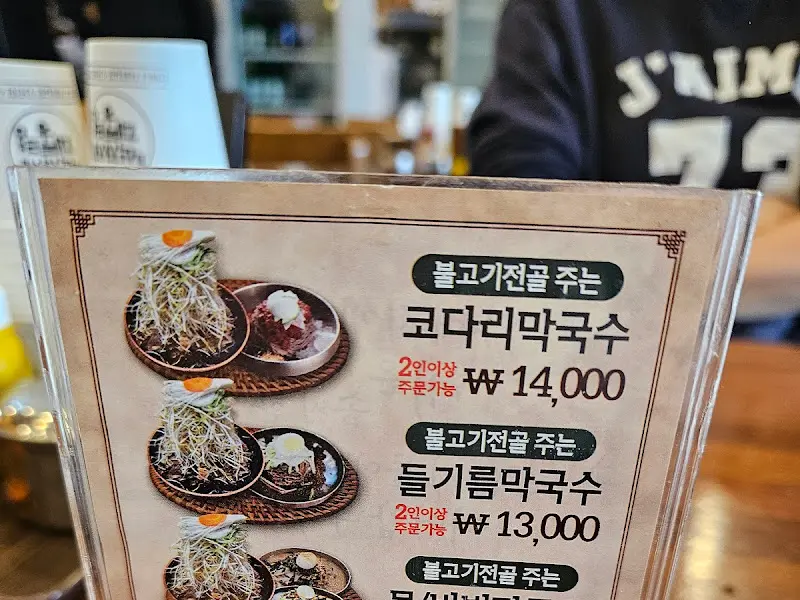 J'AIM
73
불고기전골 주는
코다리막국수
2인이상
주문가능 ₩ 14,000
불고기전골 주는
들기름막국수
2인이상
주문가능 ₩ 13,000
불고기전골 주는